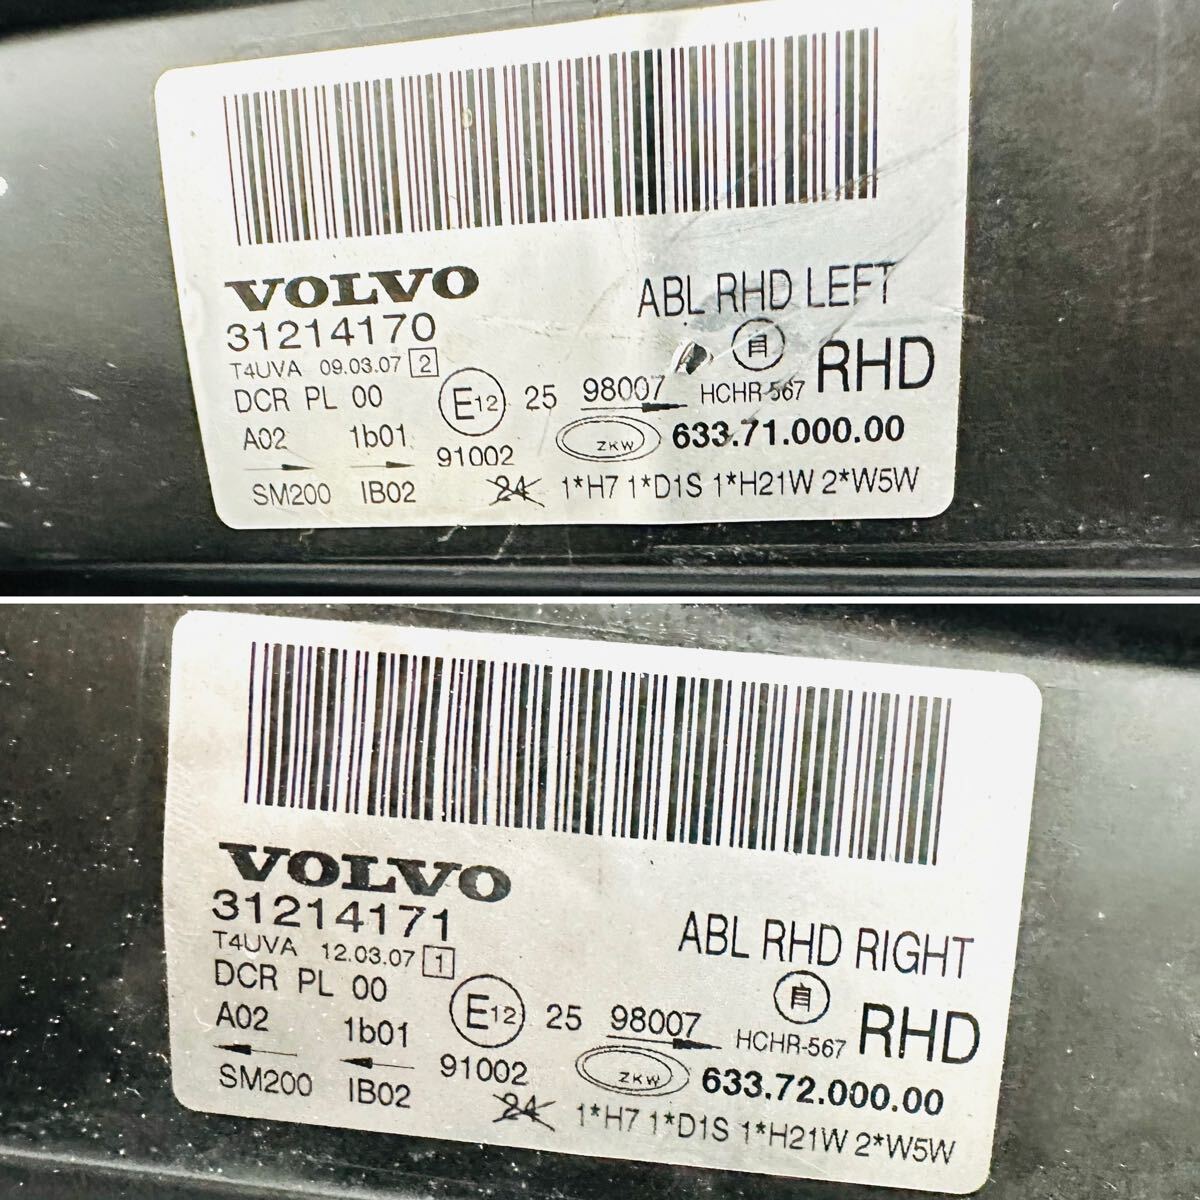 VOLVO
31214170
ABL RHD LEFT
T4UVA 09.03.07 2
自
DCR PL 00
E12 25 98007 HCHR-567 RHD
A02 1b01
91002 ZKW 633.71.000.00
SM200 IB02 24 1*H7 1*D1S 1*H21W 2*W5W
VOLVO
31214171
ABL RHD RIGHT
T4UVA 12.03.07 1
自
DCR PL 00
E12 25 98007 HCHR-567 RHD
A02 1b01
91002 ZKW 633.72.000.00
SM200 IB02 24 1*H7 1*D1S 1*H21W 2*W5W